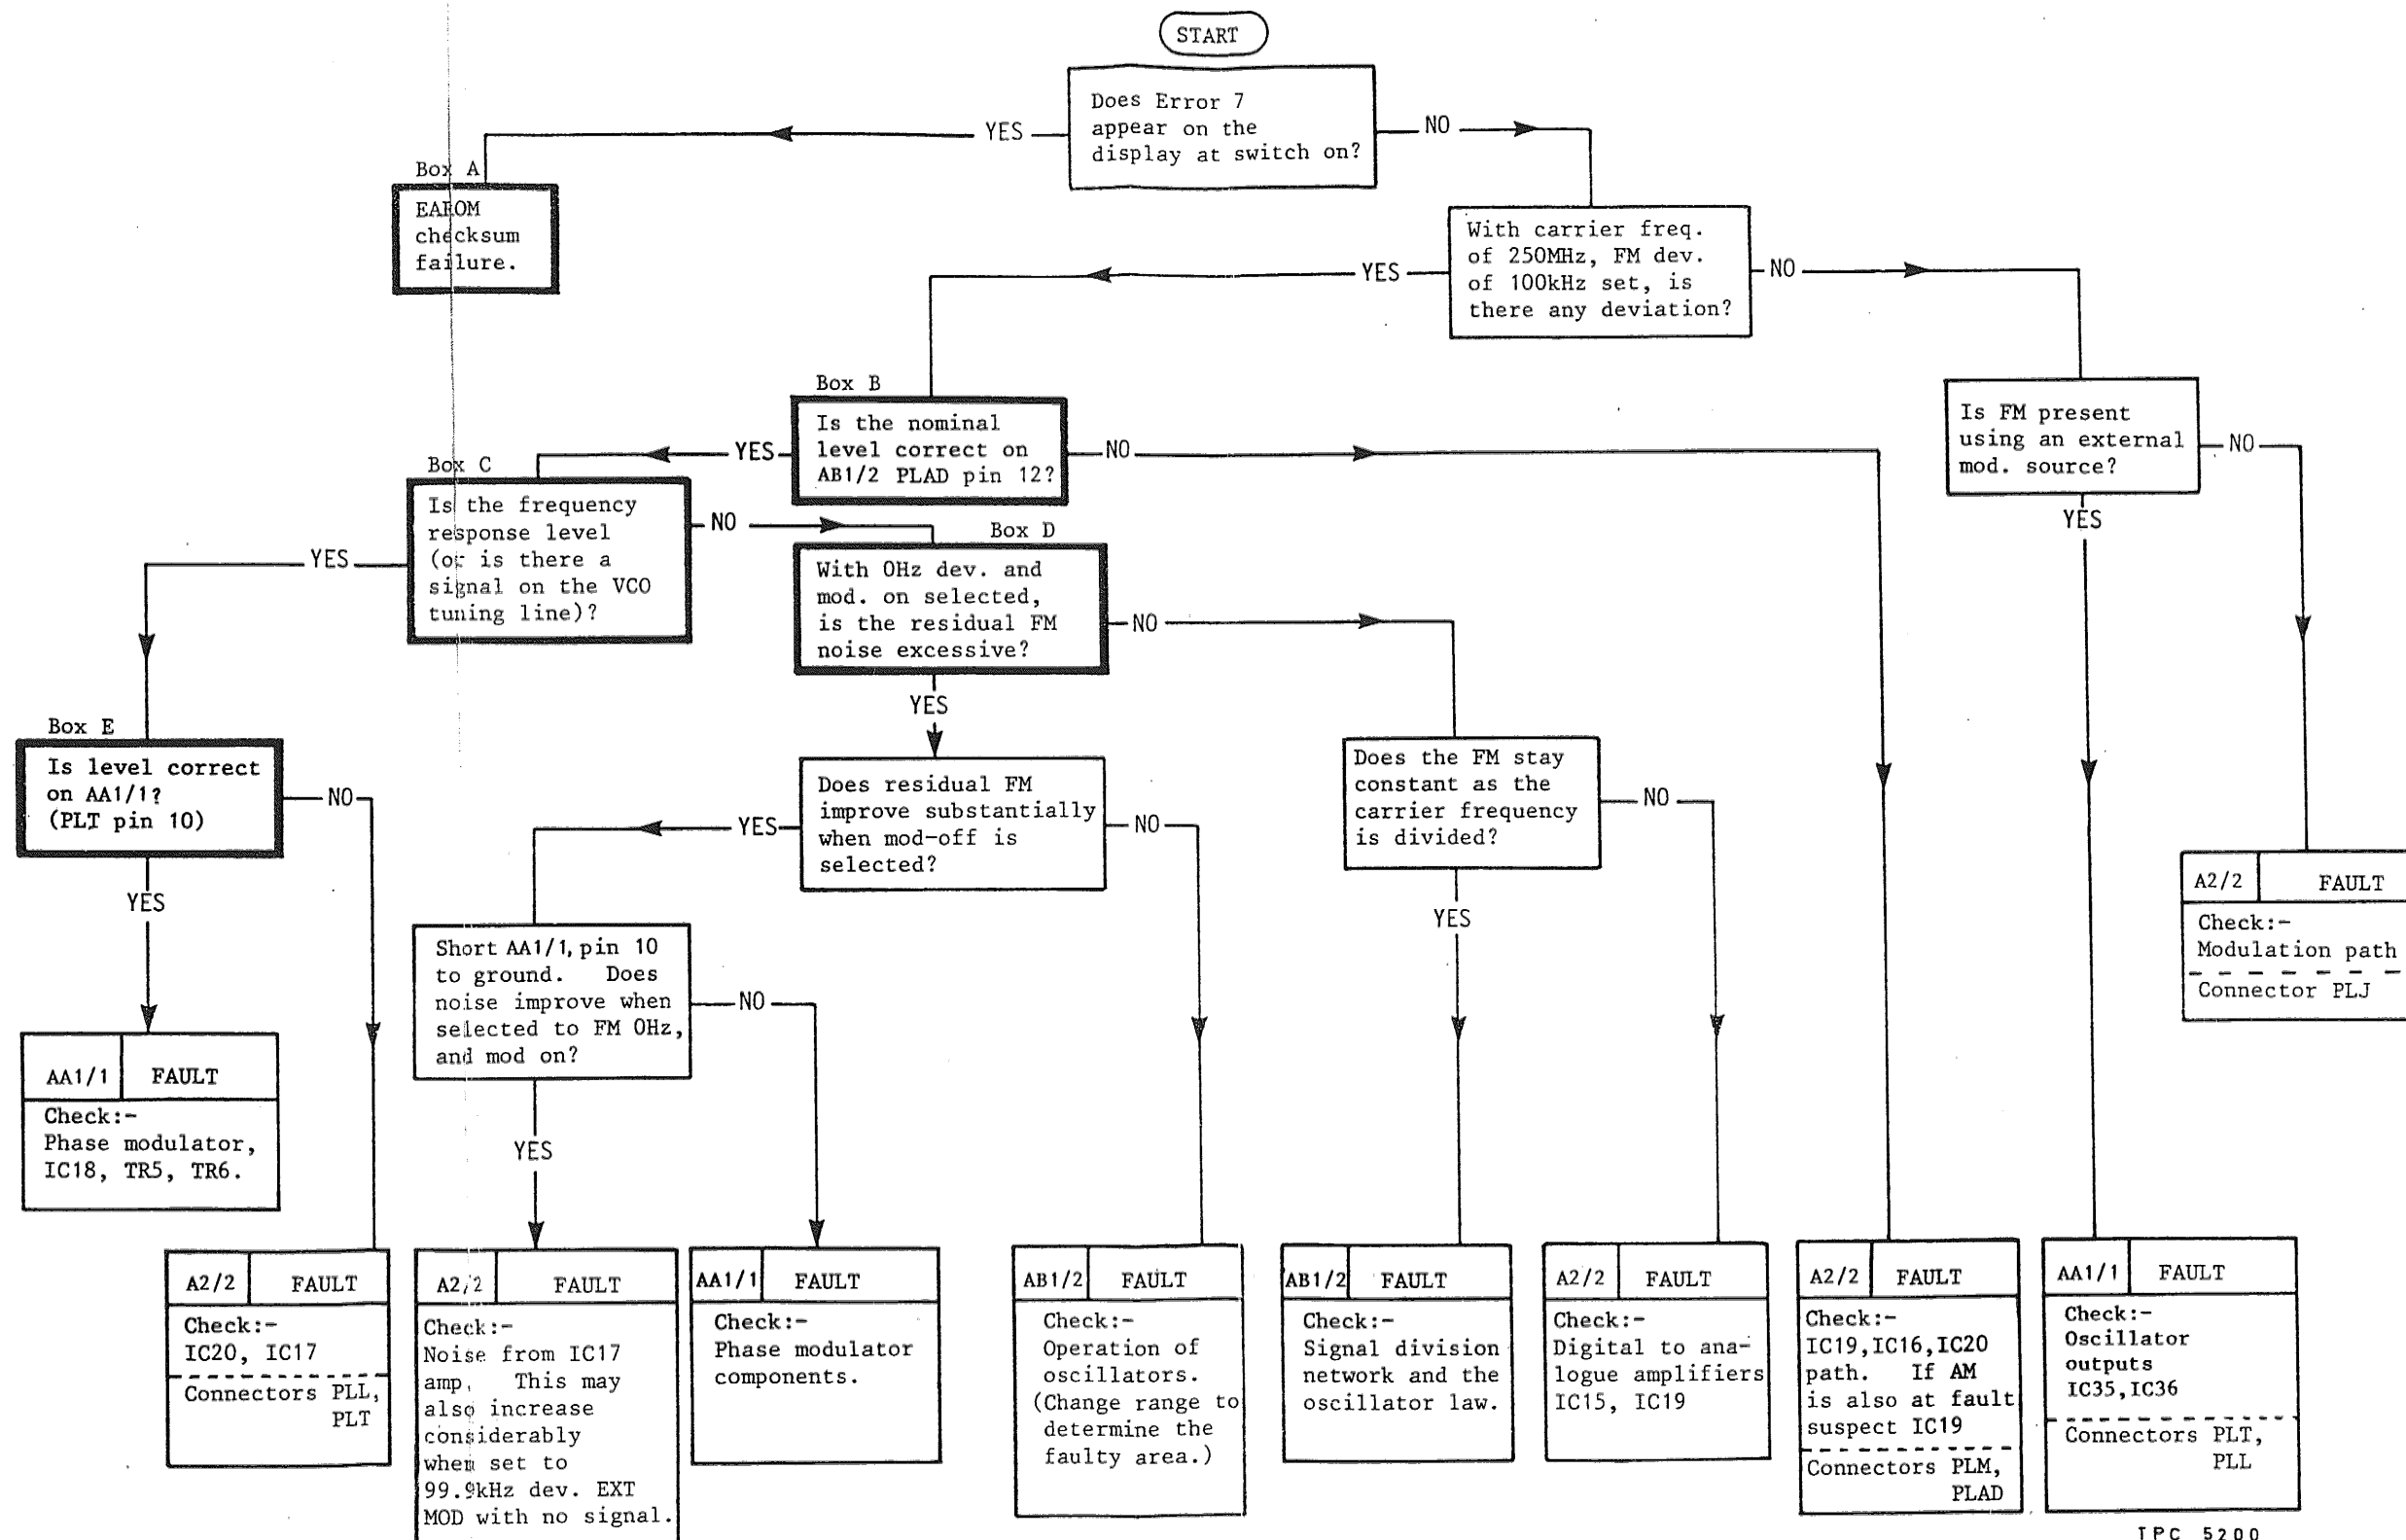 START
Does Error 7
appear on the
display at switch on?
YES
NO
Box A
EAROM
checksum
failure.
With carrier freq.
of 250MHz, FM dev.
of 100kHz set, is
there any deviation?
YES
NO
Box B
Is the nominal
level correct on
AB1/2 PLAD pin 12?
YES
NO
Is FM present
using an external
mod. source?
NO
YES
Box C
Is the frequency
response level
(or is there a
signal on the VCO
tuning line)?
YES
NO
Box D
With 0Hz dev. and
mod. on selected,
is the residual FM
noise excessive?
NO
YES
Box E
Is level correct
on AA1/1?
(PLT pin 10)
NO
YES
Does residual FM
improve substantially
when mod-off is
selected?
YES
NO
Does the FM stay
constant as the
carrier frequency
is divided?
NO
YES
A2/2 FAULT
Check:-
Modulation path
Connector PLJ
Short AA1/1, pin 10
to ground. Does
noise improve when
selected to FM 0Hz,
and mod on?
NO
YES
AA1/1 FAULT
Check:-
Phase modulator,
IC18, TR5, TR6.
A2/2 FAULT
Check:-
IC20, IC17
Connectors PLL,
PLT
A2/2 FAULT
Check:-
Noise from IC17
amp. This may
also increase
considerably
when set to
99.9kHz dev. EXT
MOD with no signal.
AA1/1 FAULT
Check:-
Phase modulator
components.
AB1/2 FAULT
Check:-
Operation of
oscillators.
(Change range to
determine the
faulty area.)
AB1/2 FAULT
Check:-
Signal division
network and the
oscillator law.
A2/2 FAULT
Check:-
Digital to ana-
logue amplifiers
IC15, IC19
A2/2 FAULT
Check:-
IC19,IC16,IC20
path. If AM
is also at fault
suspect IC19
Connectors PLM,
PLAD
AA1/1 FAULT
Check:-
Oscillator
outputs
IC35,IC36
Connectors PLT,
PLL
TPC 5200